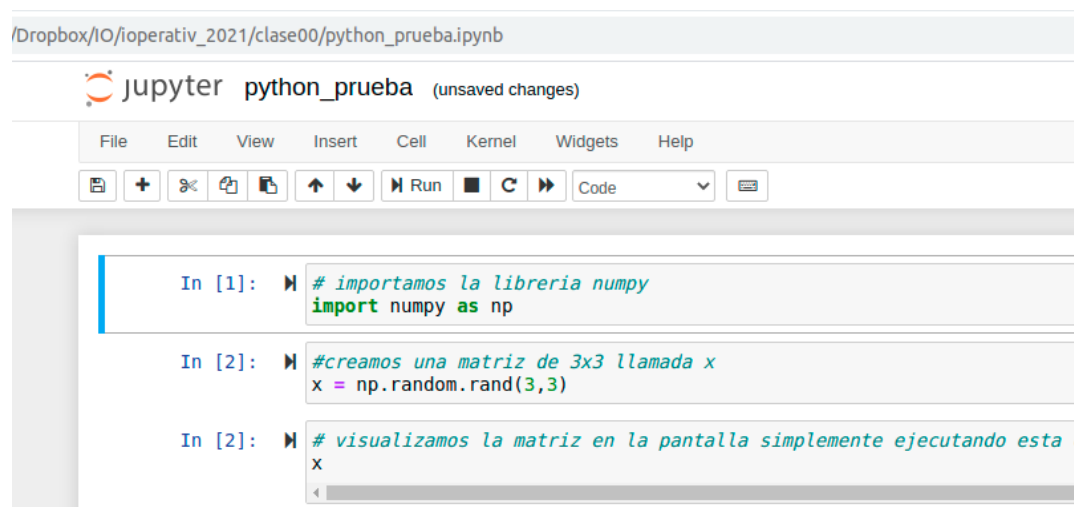 /Dropbox/IO/ioperativ_2021/clase00/python_prueba.ipynb
jupyter python_prueba (unsaved changes)
File Edit View Insert Cell Kernel Widgets Help
Run Code
In [1]: # importamos la libreria numpy
import numpy as np
In [2]: #creamos una matriz de 3x3 llamada x
x = np.random.rand(3,3)
In [2]: # visualizamos la matriz en la pantalla simplemente ejecutando esta
x